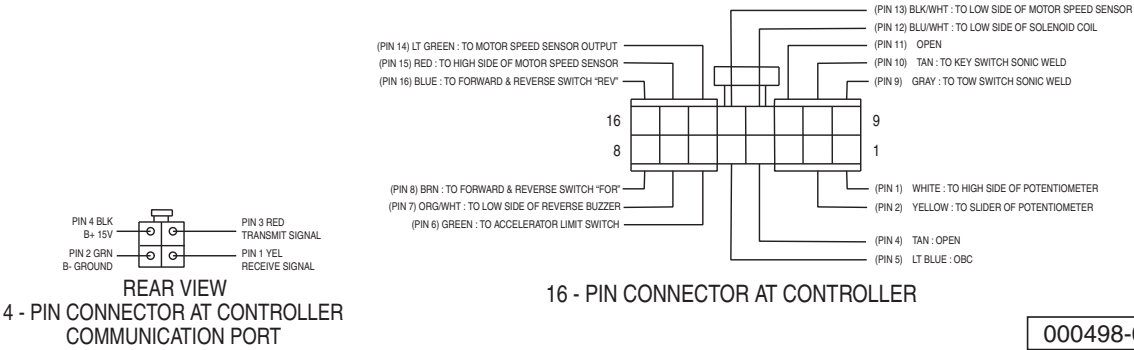 (PIN 13) BLK/WHT : TO LOW SIDE OF MOTOR SPEED SENSOR
(PIN 12) BLU/WHT : TO LOW SIDE OF SOLENOID COIL
(PIN 11) OPEN
(PIN 10) TAN : TO KEY SWITCH SONIC WELD
(PIN 9) GRAY : TO TOW SWITCH SONIC WELD
(PIN 14) LT GREEN : TO MOTOR SPEED SENSOR OUTPUT
(PIN 15) RED : TO HIGH SIDE OF MOTOR SPEED SENSOR
(PIN 16) BLUE : TO FORWARD & REVERSE SWITCH “REV”
16
9
8
1
(PIN 8) BRN : TO FORWARD & REVERSE SWITCH “FOR”
(PIN 7) ORG/WHT : TO LOW SIDE OF REVERSE BUZZER
(PIN 6) GREEN : TO ACCELERATOR LIMIT SWITCH
(PIN 1) WHITE : TO HIGH SIDE OF POTENTIOMETER
(PIN 2) YELLOW : TO SLIDER OF POTENTIOMETER
(PIN 4) TAN : OPEN
(PIN 5) LT BLUE : OBC
16 - PIN CONNECTOR AT CONTROLLER
PIN 4 BLK
B+ 15V
PIN 3 RED
TRANSMIT SIGNAL
PIN 2 GRN
B- GROUND
PIN 1 YEL
RECEIVE SIGNAL
REAR VIEW
4 - PIN CONNECTOR AT CONTROLLER
COMMUNICATION PORT